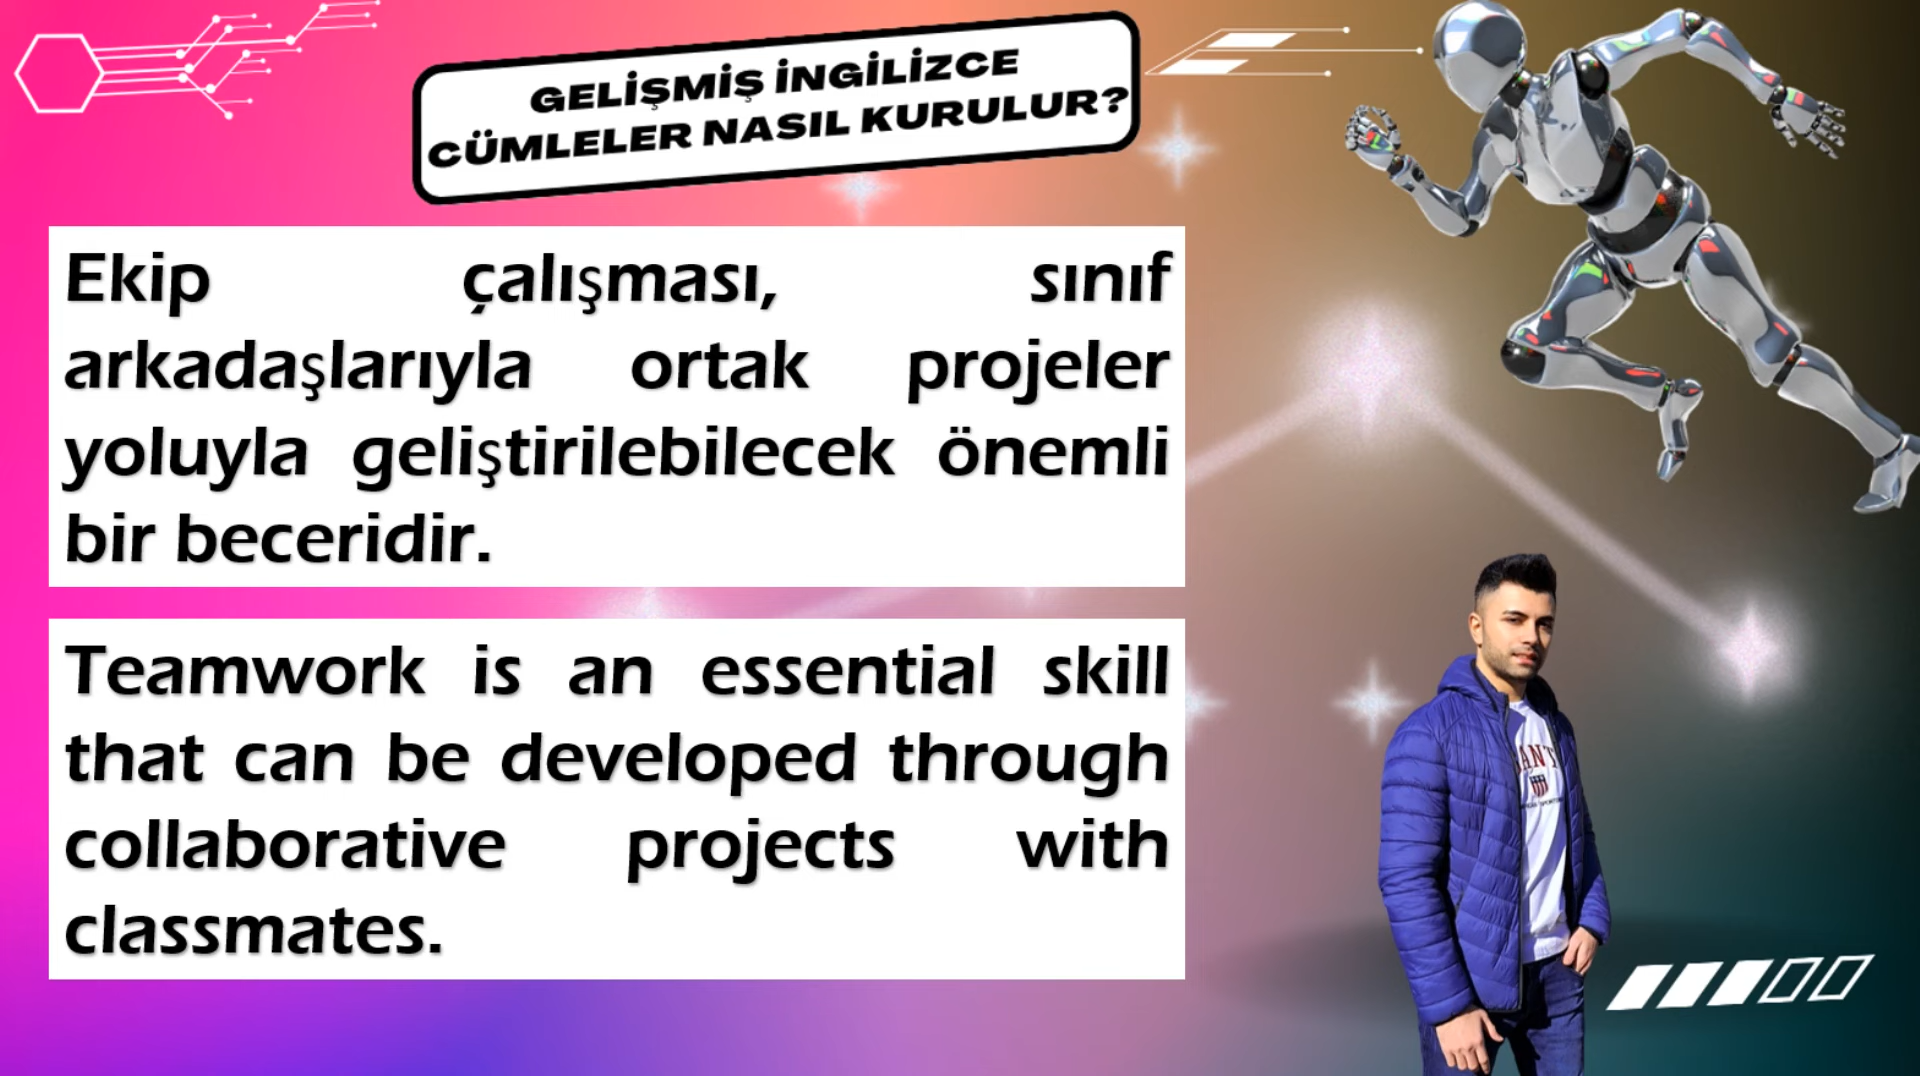 GELİŞMİŞ İNGİLİZCE
CÜMLELER NASIL KURULUR?
Ekip çalışması, sınıf
arkadaşlarıyla ortak projeler
yoluyla geliştirilebilecek önemli
bir beceridir.
Teamwork is an essential skill
that can be developed through
collaborative projects with
classmates.